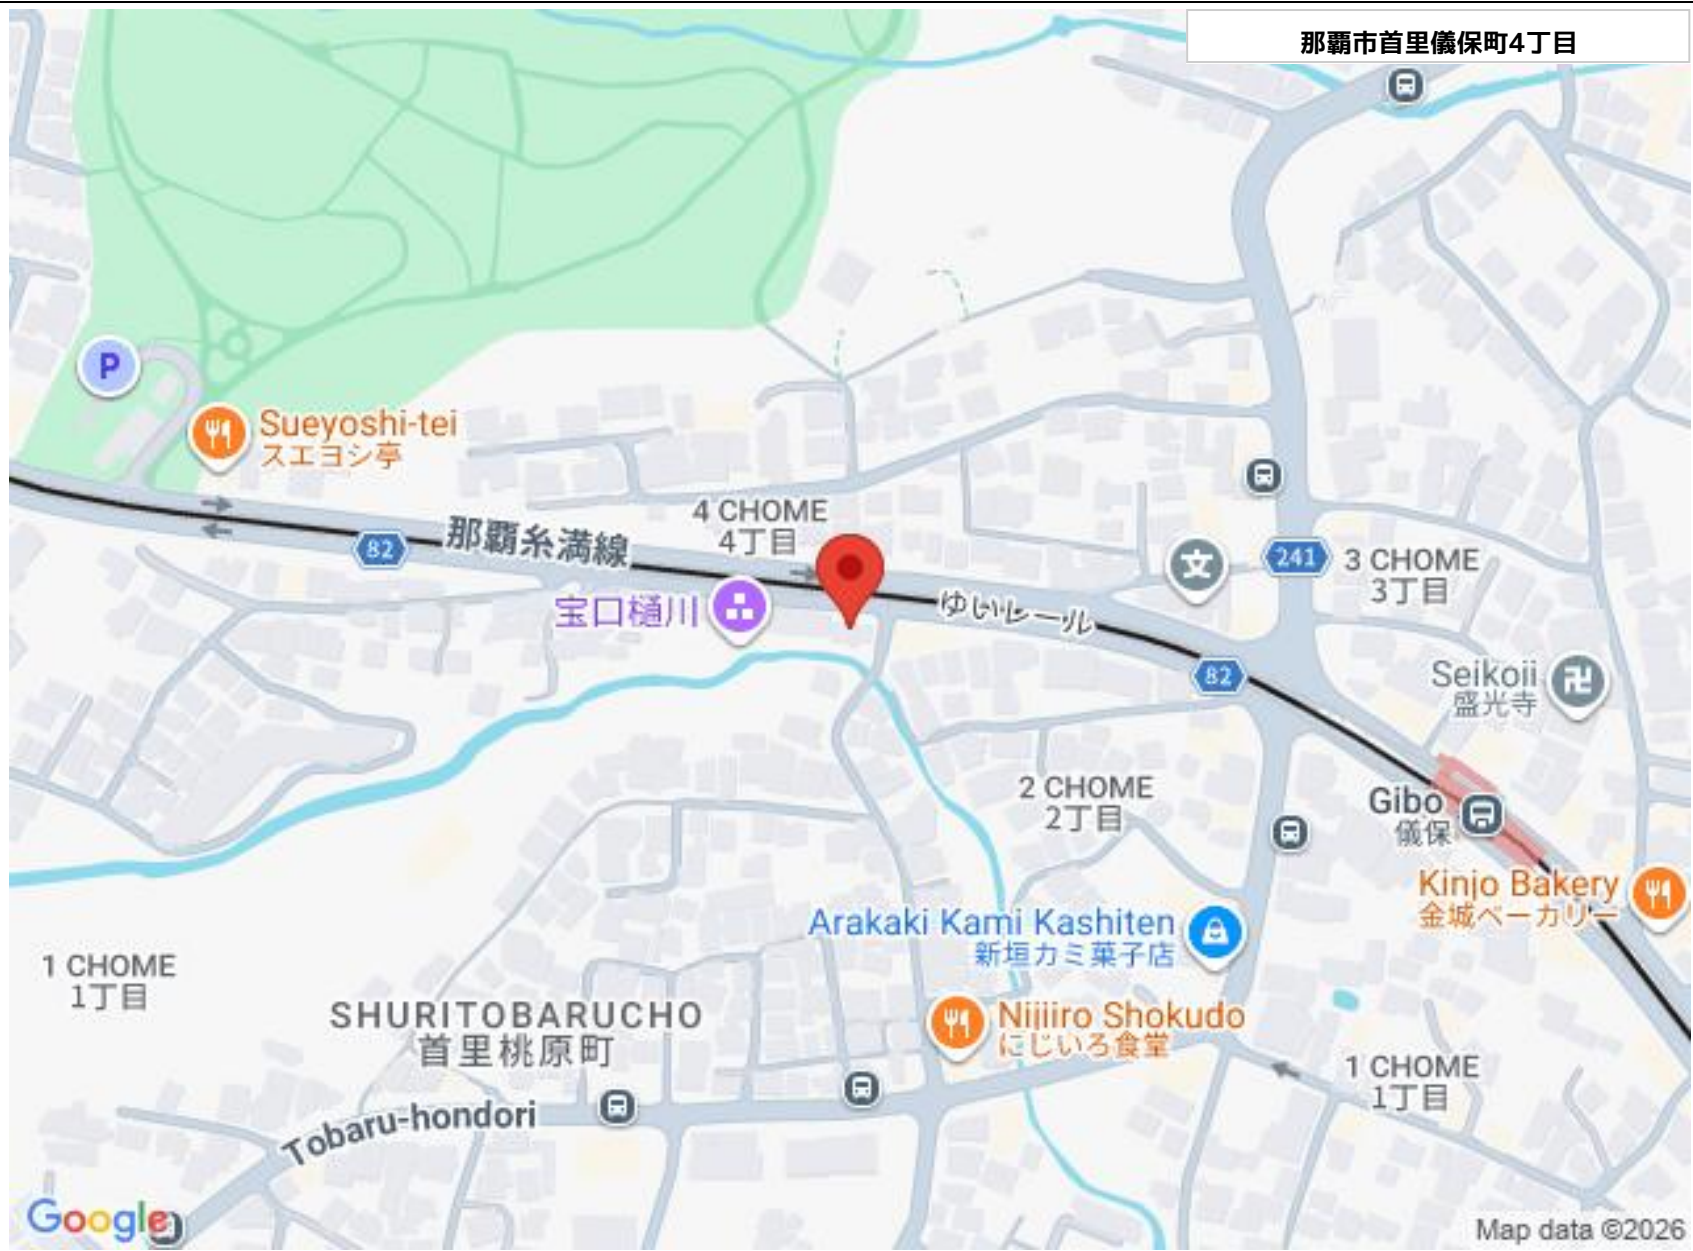 那覇市首里儀保町4丁目
P
Sueyoshi-tei
スエヨシ亭
4 CHOME
4丁目
82
那覇糸満線
文
241
3 CHOME
3丁目
宝口樋川
ゆいレール
82
Seikoji
盛光寺
2 CHOME
2丁目
Gibo
儀保
Kinjo Bakery
金城ベーカリー
Arakaki Kami Kashiten
新垣カミ菓子店
1 CHOME
1丁目
SHURITOBARUCHO
首里桃原町
Nijiiro Shokudo
にじいろ食堂
1 CHOME
1丁目
Tobaru-hondori
Google
Map data ©2026